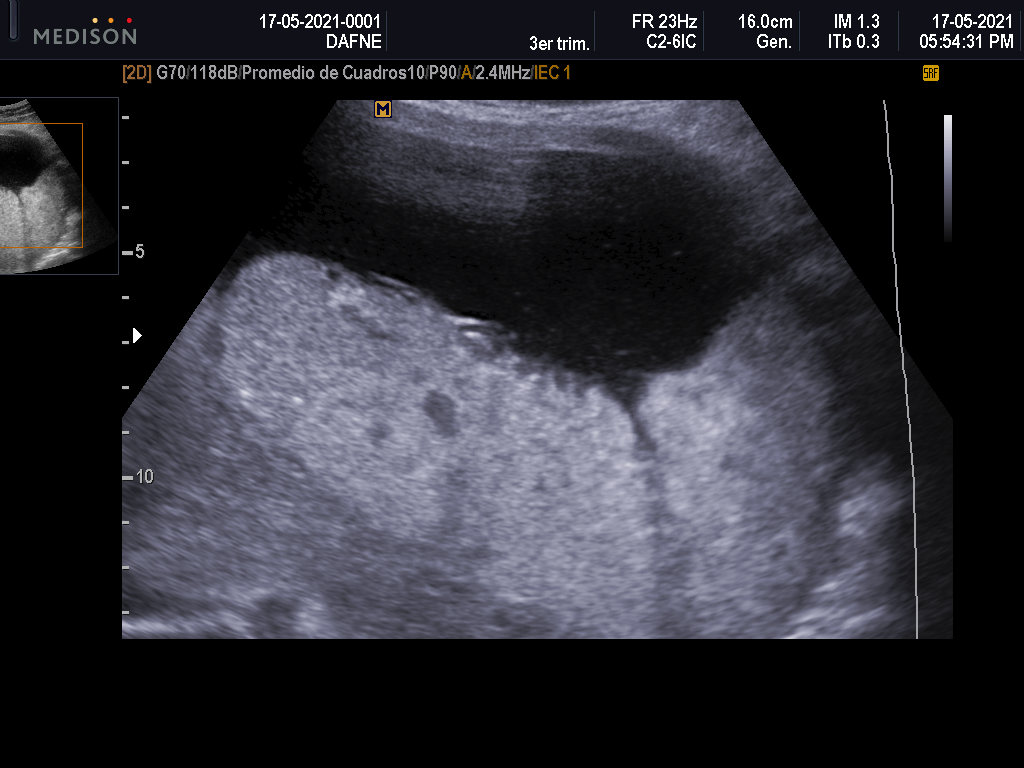 MEDISON
17-05-2021-0001
DAFNE
3er trim.
FR 23Hz
C2-6IC
16.0cm
Gen.
IM 1.3
ITb 0.3
17-05-2021
05:54:31 PM
[2D] G70/118dB/Promedio de Cuadros10/P90/A/2.4MHz/IEC 1
SRF
M
5
10